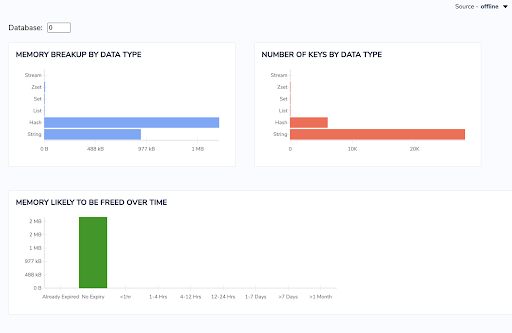 Source - offline
Database: 0
MEMORY BREAKUP BY DATA TYPE
Stream
Zset
Set
List
Hash
String
0 B 488 kB 977 kB 1 MB
NUMBER OF KEYS BY DATA TYPE
Stream
Zset
Set
List
Hash
String
0 10K 20K
MEMORY LIKELY TO BE FREED OVER TIME
2 MB
2 MB
1 MB
977 kB
488 kB
0 B
Already Expired No Expiry <1hr 1-4 Hrs 4-12 Hrs 12-24 Hrs 1-7 Days >7 Days <1 Month